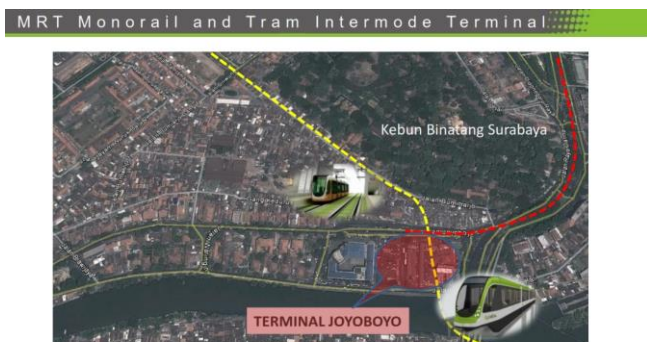 MRT Monorail and Tram Intermode Terminal
Kebun Binatang Surabaya
TERMINAL JOYOBOYO